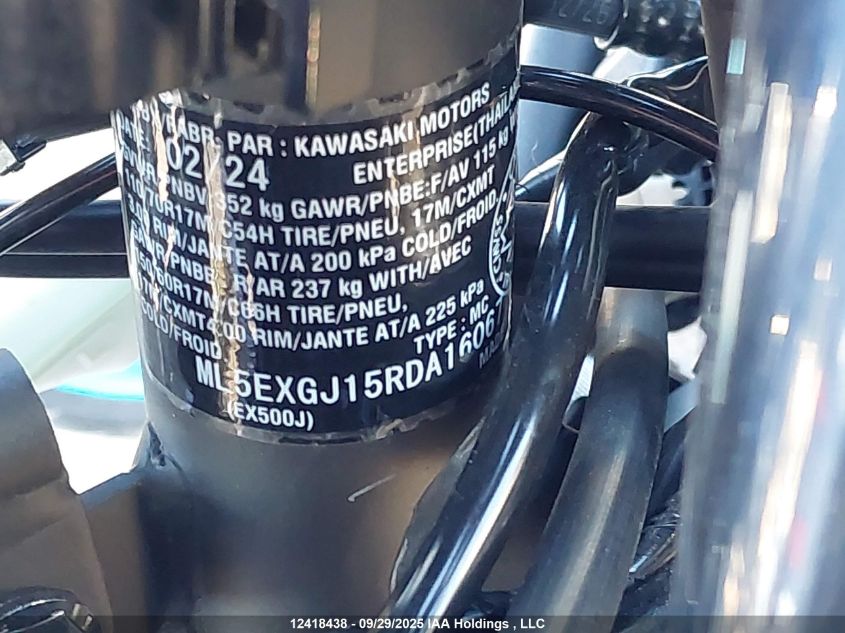 FABR. PAR : KAWASAKI MOTORS
DATE: 02/24 ENTERPRISE(THAILAND
GVWR/PNBV 352 kg GAWR/PNBE:F/AV 115 kg
110/70R17M/C54H TIRE/PNEU, 17M/CXMT
3.00 RIM/JANTE AT/A 200 kPa COLD/FROID,
GAWR/PNBE R/AR 237 kg WITH/AVEC
150/60R17M/C66H TIRE/PNEU,
17M/CXMT4.00 RIM/JANTE AT/A 225 kPa
COLD/FROID TYPE : MC
ML5EXGJ15RDA1606
(EX500J)
12418438 - 09/29/2025 IAA Holdings , LLC